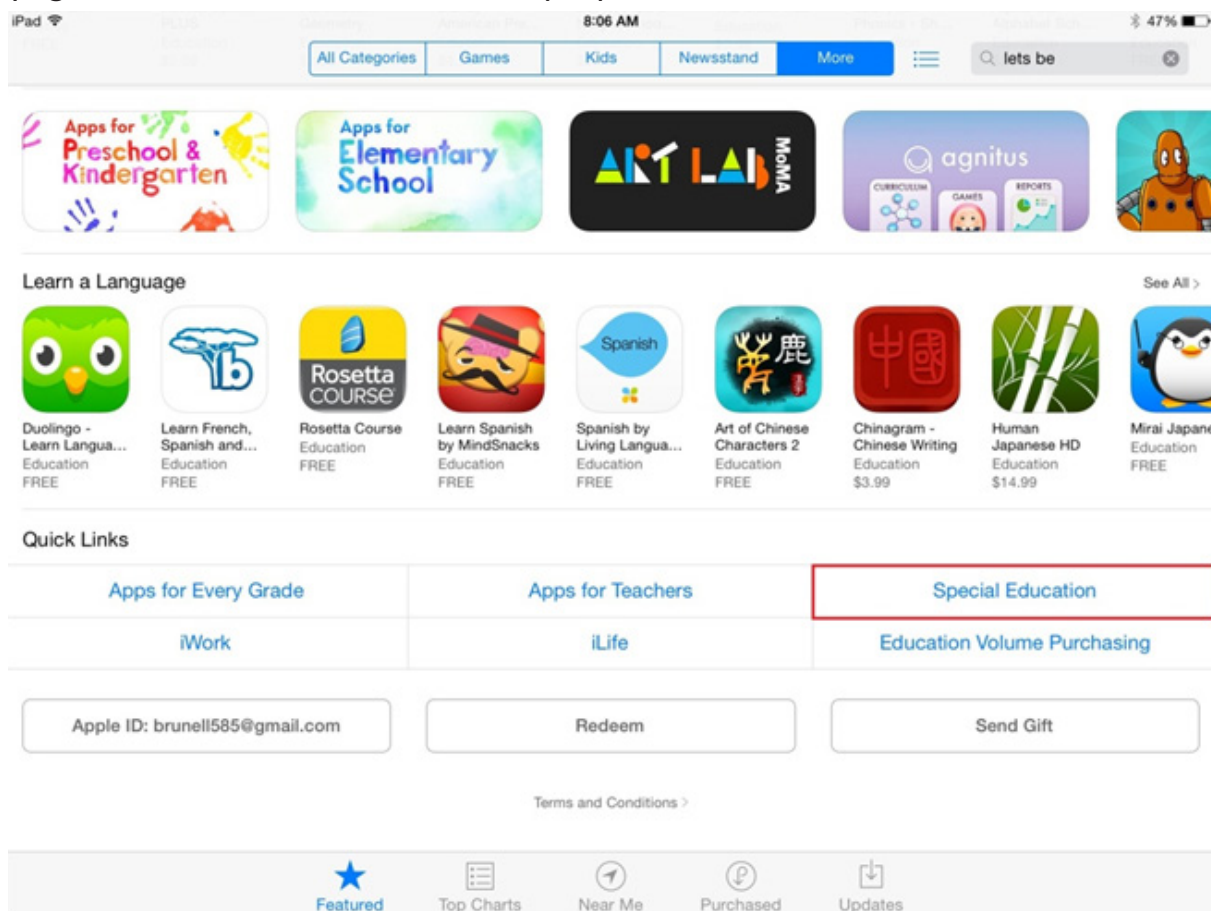 iPad 8:06 AM 47%
All Categories Games Kids Newsstand More lets be
Apps for
Preschool &
Kindergarten
Apps for
Elementary
School
ART LAB MoMA
agnitus
CURRICULUM GAMES REPORTS
Learn a Language See All >
Spanish
鹿
中國
Rosetta
COURSE
Duolingo -
Learn Langua...
Education
FREE
Learn French,
Spanish and...
Education
FREE
Rosetta Course
Education
FREE
Learn Spanish
by MindSnacks
Education
FREE
Spanish by
Living Langua...
Education
FREE
Art of Chinese
Characters 2
Education
FREE
Chinagram -
Chinese Writing
Education
$3.99
Human
Japanese HD
Education
$14.99
Mirai Japane
Education
FREE
Quick Links
Apps for Every Grade Apps for Teachers Special Education
iWork iLife Education Volume Purchasing
Apple ID: brunell585@gmail.com Redeem Send Gift
Terms and Conditions >
Featured Top Charts Near Me Purchased Updates